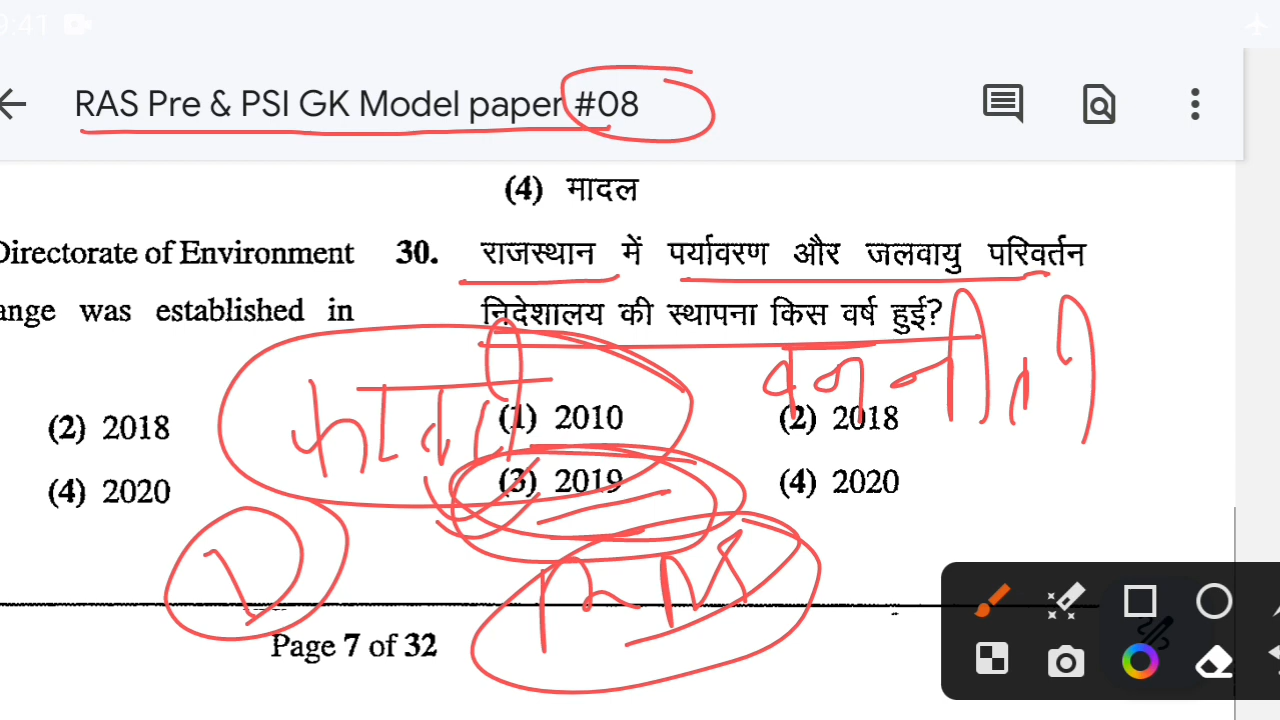 9:41
RAS Pre & PSI GK Model paper #08
(4) मादल
Directorate of Environment
ange was established in
(2) 2018
(4) 2020
30. राजस्थान में पर्यावरण और जलवायु परिवर्तन
निदेशालय की स्थापना किस वर्ष हुई?
(1) 2010 (2) 2018
(3) 2019 (4) 2020
Page 7 of 32